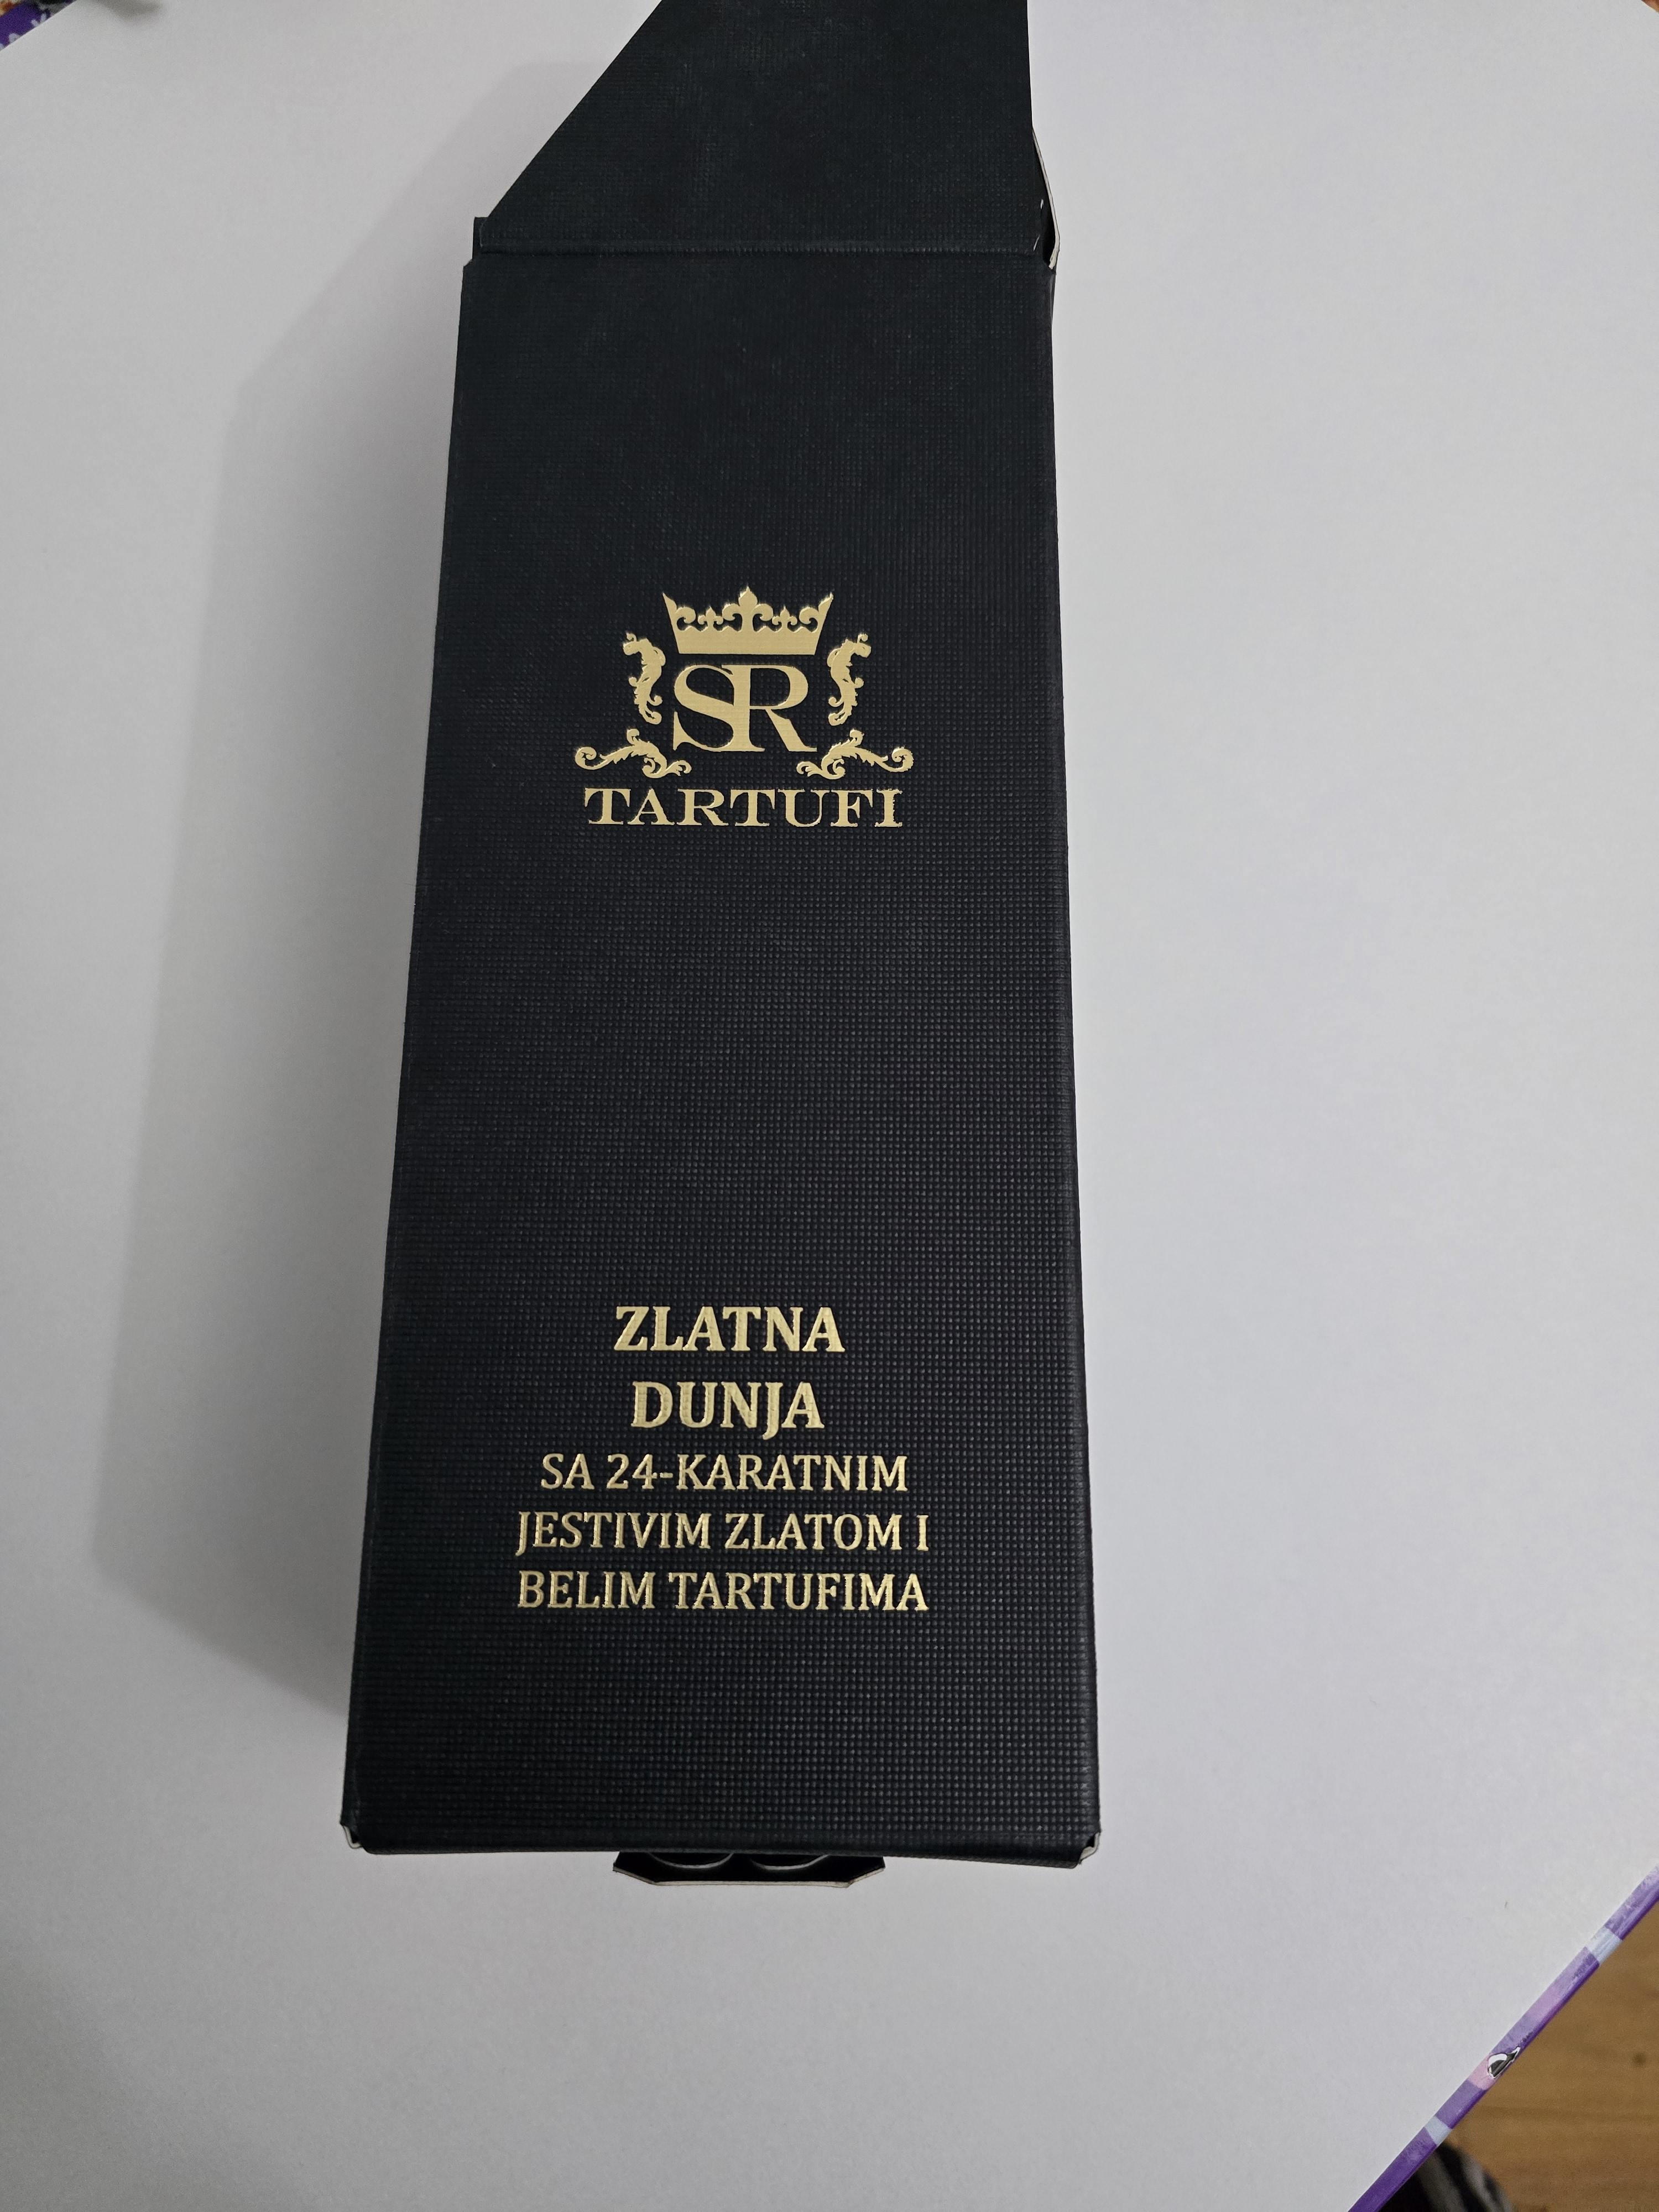 SR
TARTUFI
ZLATNA
DUNJA
SA 24-KARATNIM
JESTIVIM ZLATOM I
BELIM TARTUFIMA